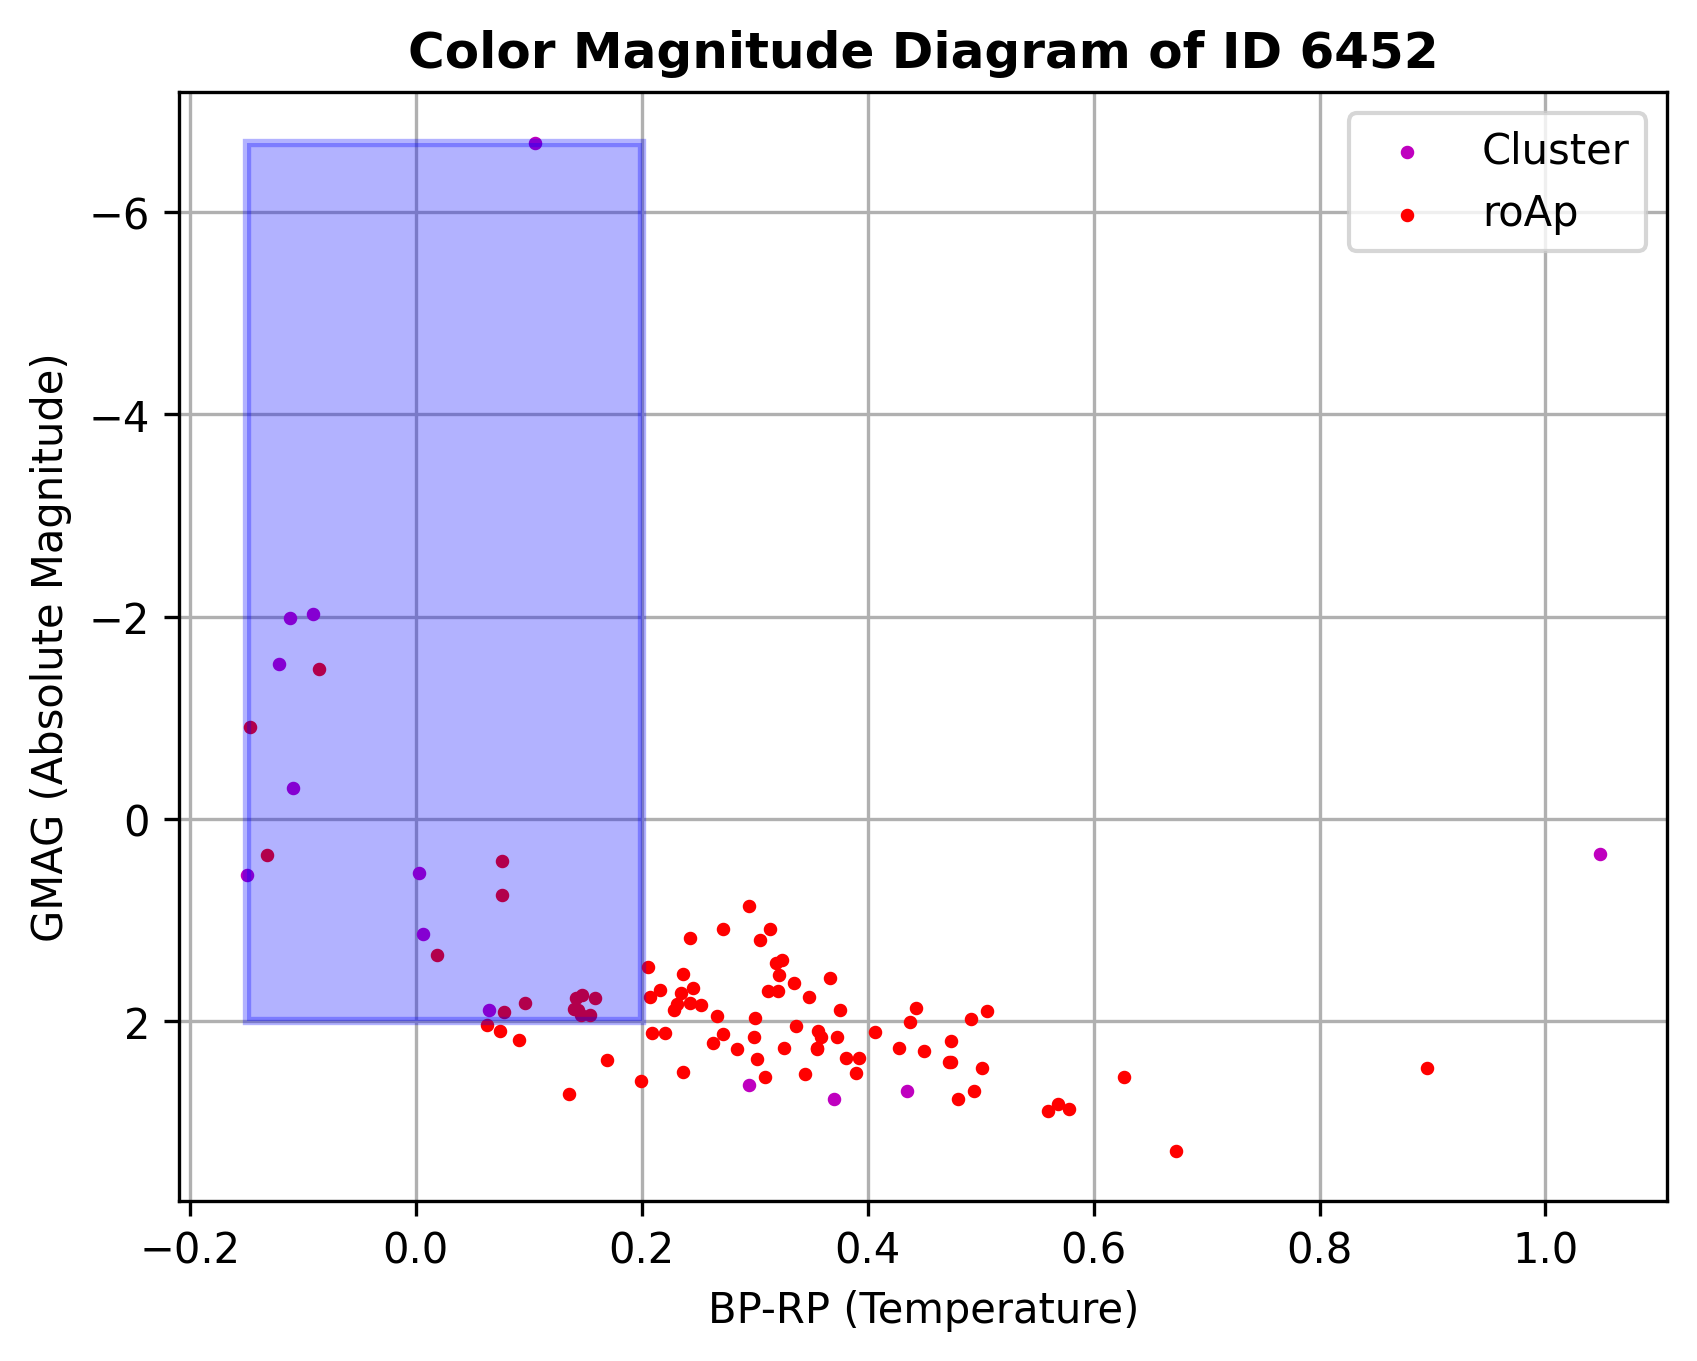 Color Magnitude Diagram of ID 6452
Cluster
roAp
−6
−4
−2
0
2
GMAG (Absolute Magnitude)
−0.2 0.0 0.2 0.4 0.6 0.8 1.0
BP-RP (Temperature)